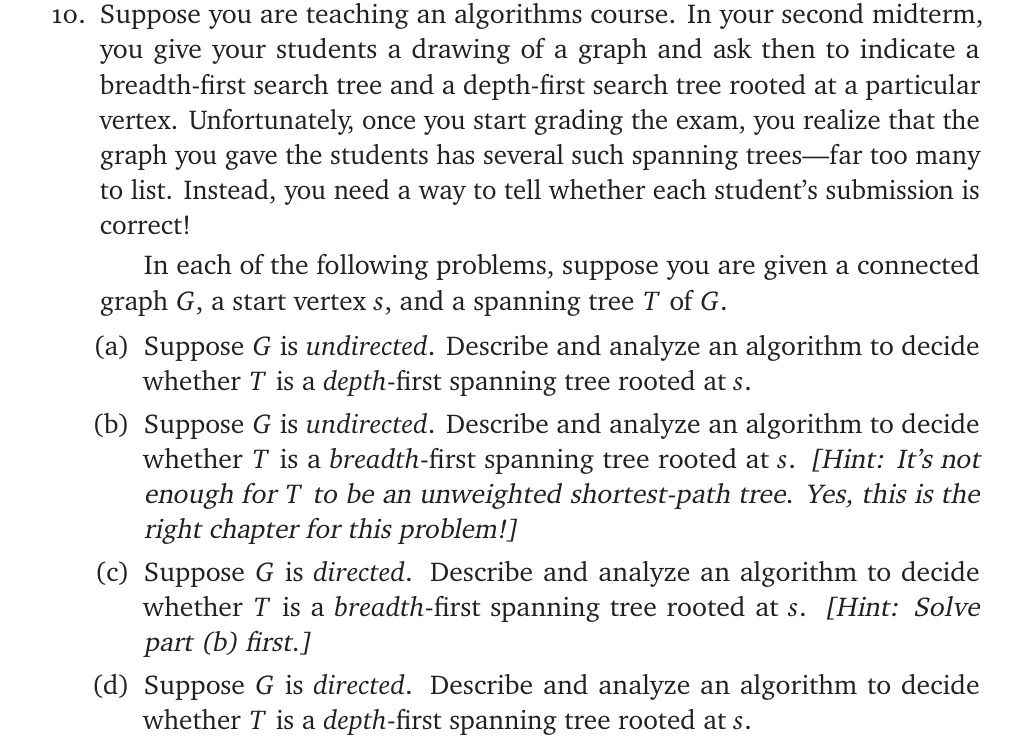 10. Suppose you are teaching an algorithms course. In your second midterm,
you give your students a drawing of a graph and ask then to indicate a
breadth-first search tree and a depth-first search tree rooted at a particular
vertex. Unfortunately, once you start grading the exam, you realize that the
graph you gave the students has several such spanning trees—far too many
to list. Instead, you need a way to tell whether each student's submission is
correct!
In each of the following problems, suppose you are given a connected
graph G, a start vertex s, and a spanning tree T of G.
(a) Suppose G is undirected. Describe and analyze an algorithm to decide
whether T is a depth-first spanning tree rooted at s.
(b) Suppose G is undirected. Describe and analyze an algorithm to decide
whether T is a breadth-first spanning tree rooted at s. [Hint: It's not
enough for T to be an unweighted shortest-path tree. Yes, this is the
right chapter for this problem!]
(c) Suppose G is directed. Describe and analyze an algorithm to decide
whether T is a breadth-first spanning tree rooted at s. [Hint: Solve
part (b) first.]
(d) Suppose G is directed. Describe and analyze an algorithm to decide
whether T is a depth-first spanning tree rooted at s.